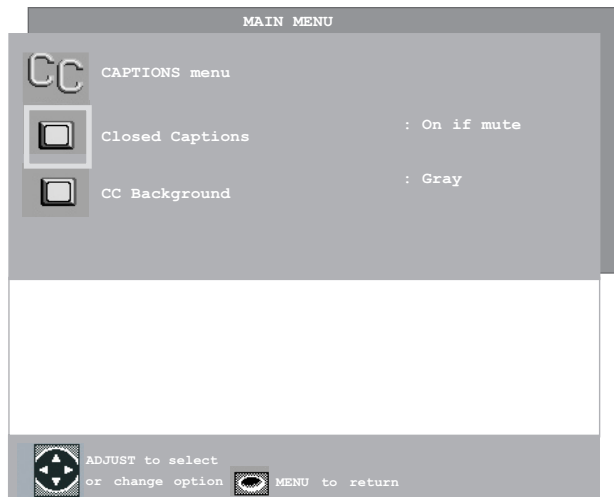 MAIN MENU
CC CAPTIONS menu
Closed Captions : On if mute
CC Background : Gray
ADJUST to select
or change option MENU to return